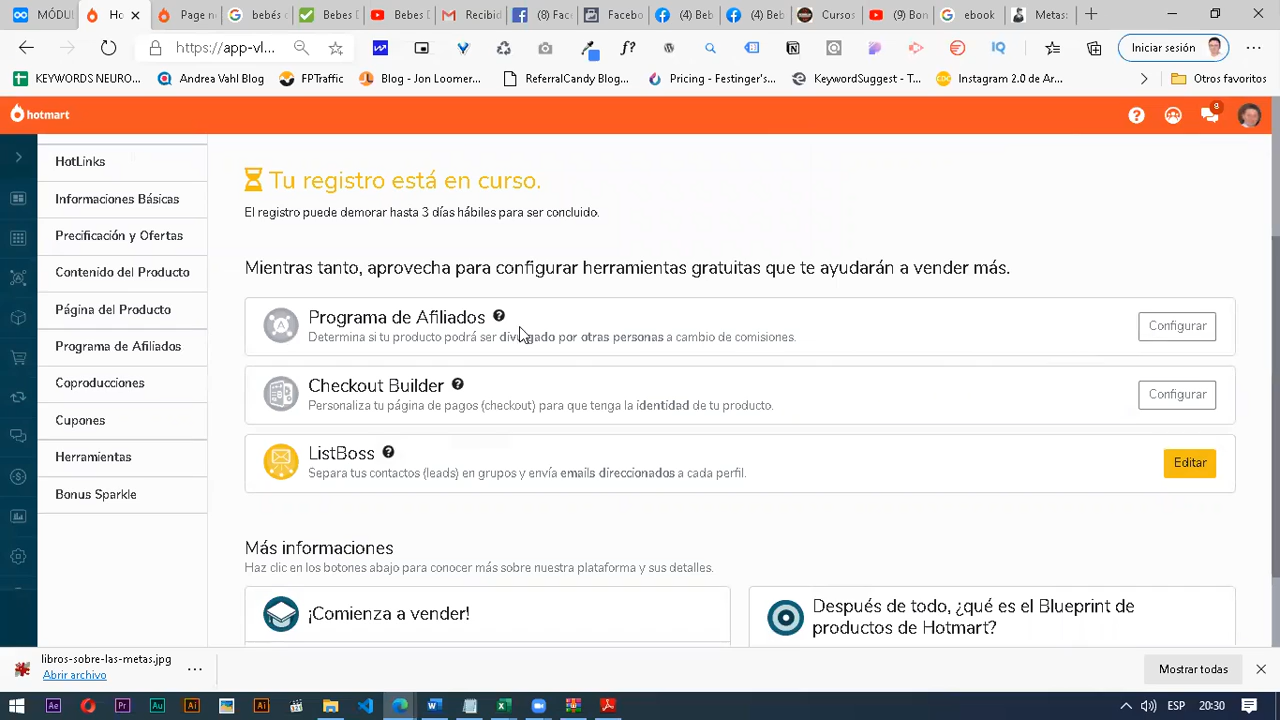 MÓDUL
Ho
Page no
bebés c
Bebes D
Bebes D
Recibid
(8) Fac
Facebo
(4) Beb
(4) Beb
Cursos
(9) Bor
ebook
Metas:
https://app-vl...
Iniciar sesión
KEYWORDS NEURO...
Andrea Vahl Blog
FPTraffic
Blog - Jon Loomer...
ReferralCandy Blog...
Pricing - Festinger's...
KeywordSuggest - T...
Instagram 2.0 de Ar...
Otros favoritos
hotmart
8
HotLinks
Informaciones Básicas
Precificación y Ofertas
Contenido del Producto
Página del Producto
Programa de Afiliados
Coproducciones
Cupones
Herramientas
Bonus Sparkle
Tu registro está en curso.
El registro puede demorar hasta 3 días hábiles para ser concluido.
Mientras tanto, aprovecha para configurar herramientas gratuitas que te ayudarán a vender más.
Programa de Afiliados
Determina si tu producto podrá ser divulgado por otras personas a cambio de comisiones.
Configurar
Checkout Builder
Personaliza tu página de pagos (checkout) para que tenga la identidad de tu producto.
Configurar
ListBoss
Separa tus contactos (leads) en grupos y envía emails direccionados a cada perfil.
Editar
Más informaciones
Haz clic en los botones abajo para conocer más sobre nuestra plataforma y sus detalles.
¡Comienza a vender!
Después de todo, ¿qué es el Blueprint de
productos de Hotmart?
libros-sobre-las-metas.jpg
Abrir archivo
Mostrar todas
ESP
20:30